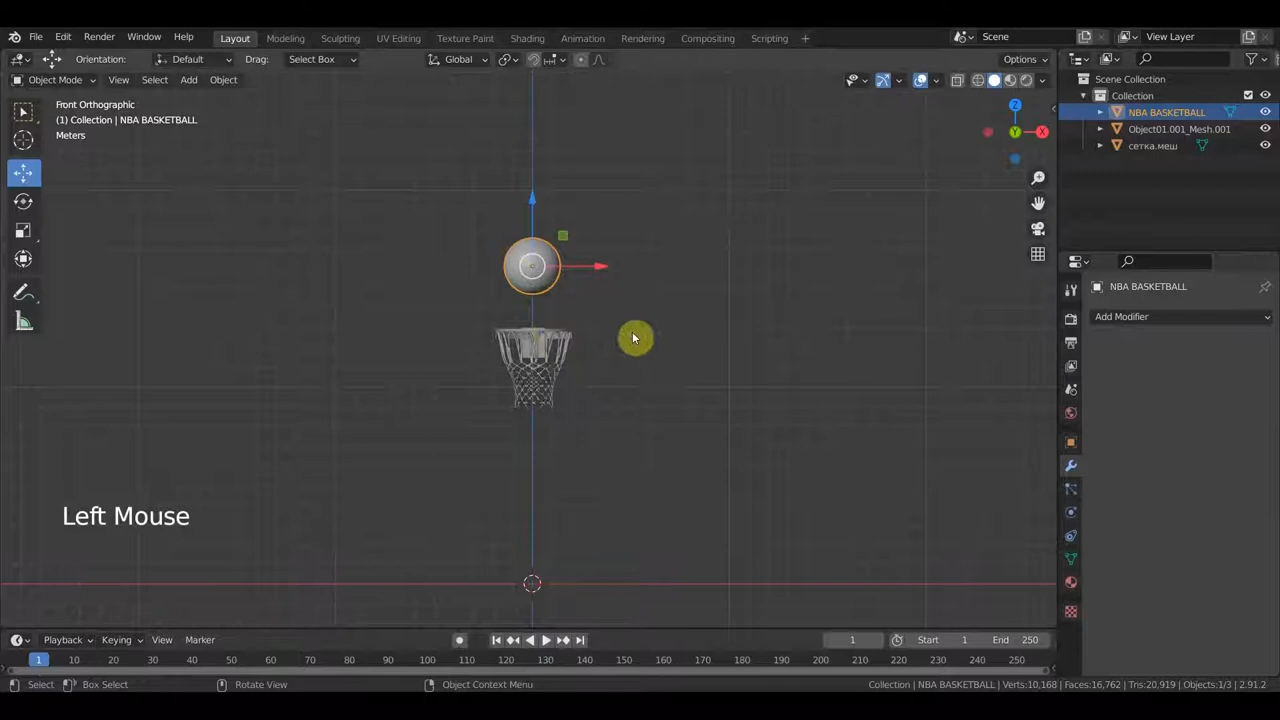 File Edit Render Window Help Layout Modeling Sculpting UV Editing Texture Paint Shading Animation Rendering Compositing Scripting + Scene View Layer
Orientation: Default Drag: Select Box Global Options
Object Mode View Select Add Object
Scene Collection
Collection
NBA BASKETBALL
Object01.001_Mesh.001
сетка.меш
Front Orthographic
(1) Collection | NBA BASKETBALL
Meters
Z
Y
X
NBA BASKETBALL
Add Modifier
Left Mouse
Playback Keying View Marker 1 Start 1 End 250
1 10 20 30 40 50 60 70 80 90 100 110 120 130 140 150 160 170 180 190 200 210 220 230 240 250
Select Box Select Rotate View Object Context Menu Collection | NBA BASKETBALL | Verts:10,168 | Faces:16,762 | Tris:20,919 | Objects:1/3 | 2.91.2